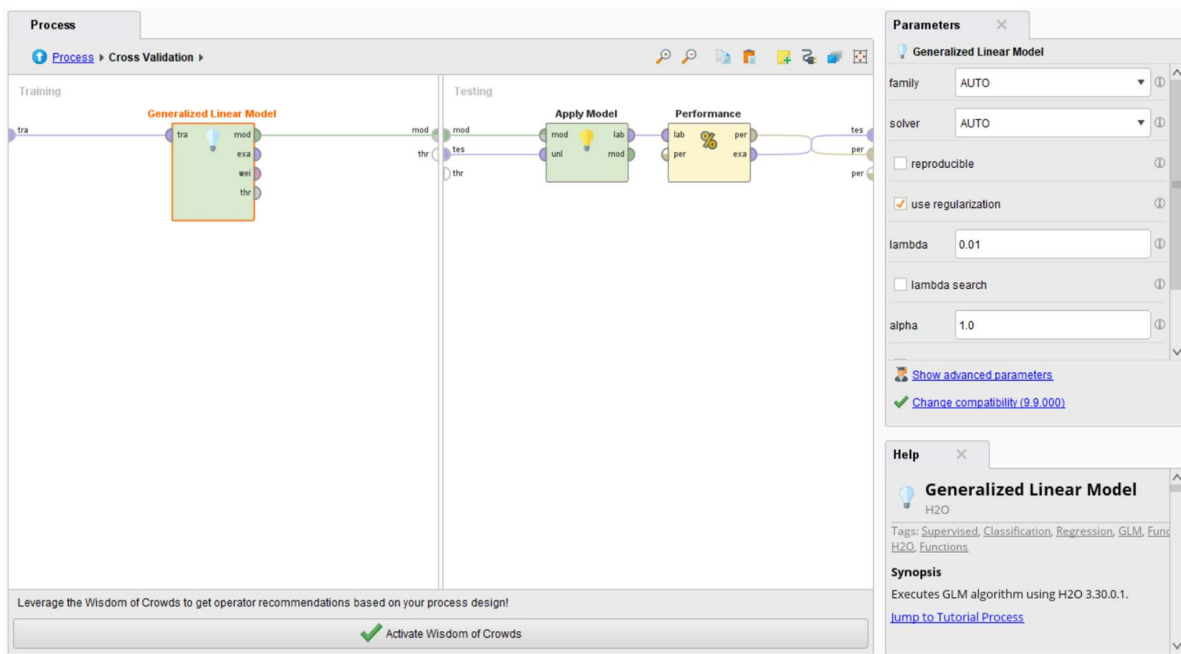 Process
Process ▸ Cross Validation ▸
Training
Testing
Generalized Linear Model
Apply Model
Performance
tra
tra
mod
exa
wei
thr
mod
thr
mod
tes
thr
mod
unl
lab
mod
lab
per
per
exa
tes
per
per
Leverage the Wisdom of Crowds to get operator recommendations based on your process design!
Activate Wisdom of Crowds
Parameters
Generalized Linear Model
family AUTO
solver AUTO
reproducible
use regularization
lambda 0.01
lambda search
alpha 1.0
Show advanced parameters
Change compatibility (9.9.000)
Help
Generalized Linear Model
H2O
Tags: Supervised, Classification, Regression, GLM, Func
H2O, Functions
Synopsis
Executes GLM algorithm using H2O 3.30.0.1.
Jump to Tutorial Process